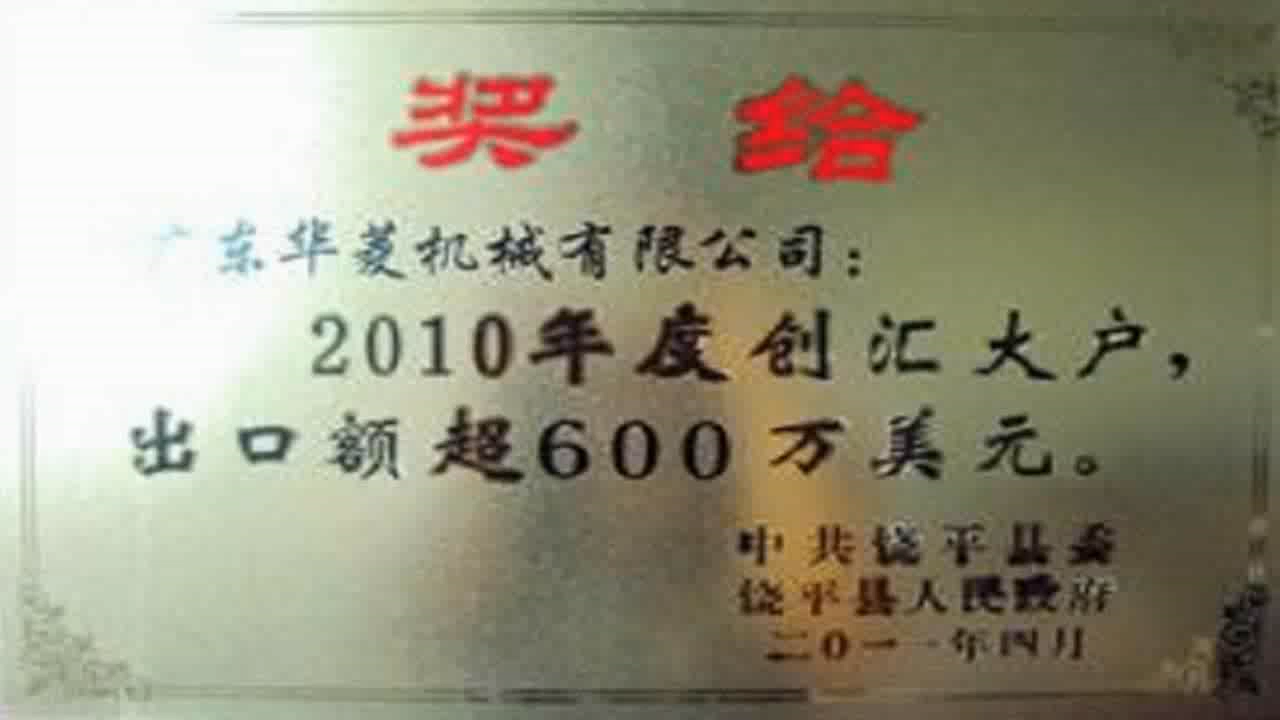 奖给
广东华菱机械有限公司：
2010年度创汇大户，
出口额超600万美元。
中共饶平县委
饶平县人民政府
二0一一年四月